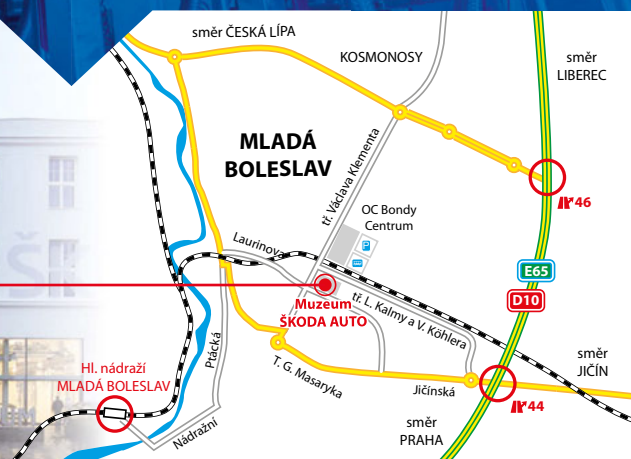 směr ČESKÁ LÍPA
KOSMONOSY
směr
LIBEREC
MLADÁ
BOLESLAV
tř. Václava Klementa
46
OC Bondy
Centrum
P
Laurinova
E65
D10
Muzeum
ŠKODA AUTO
tř. L. Kalmy a V. Köhlera
Ptácká
Hl. nádraží
MLADÁ BOLESLAV
T. G. Masaryka
Jičínská
směr
JIČÍN
44
Nádražní
směr
PRAHA